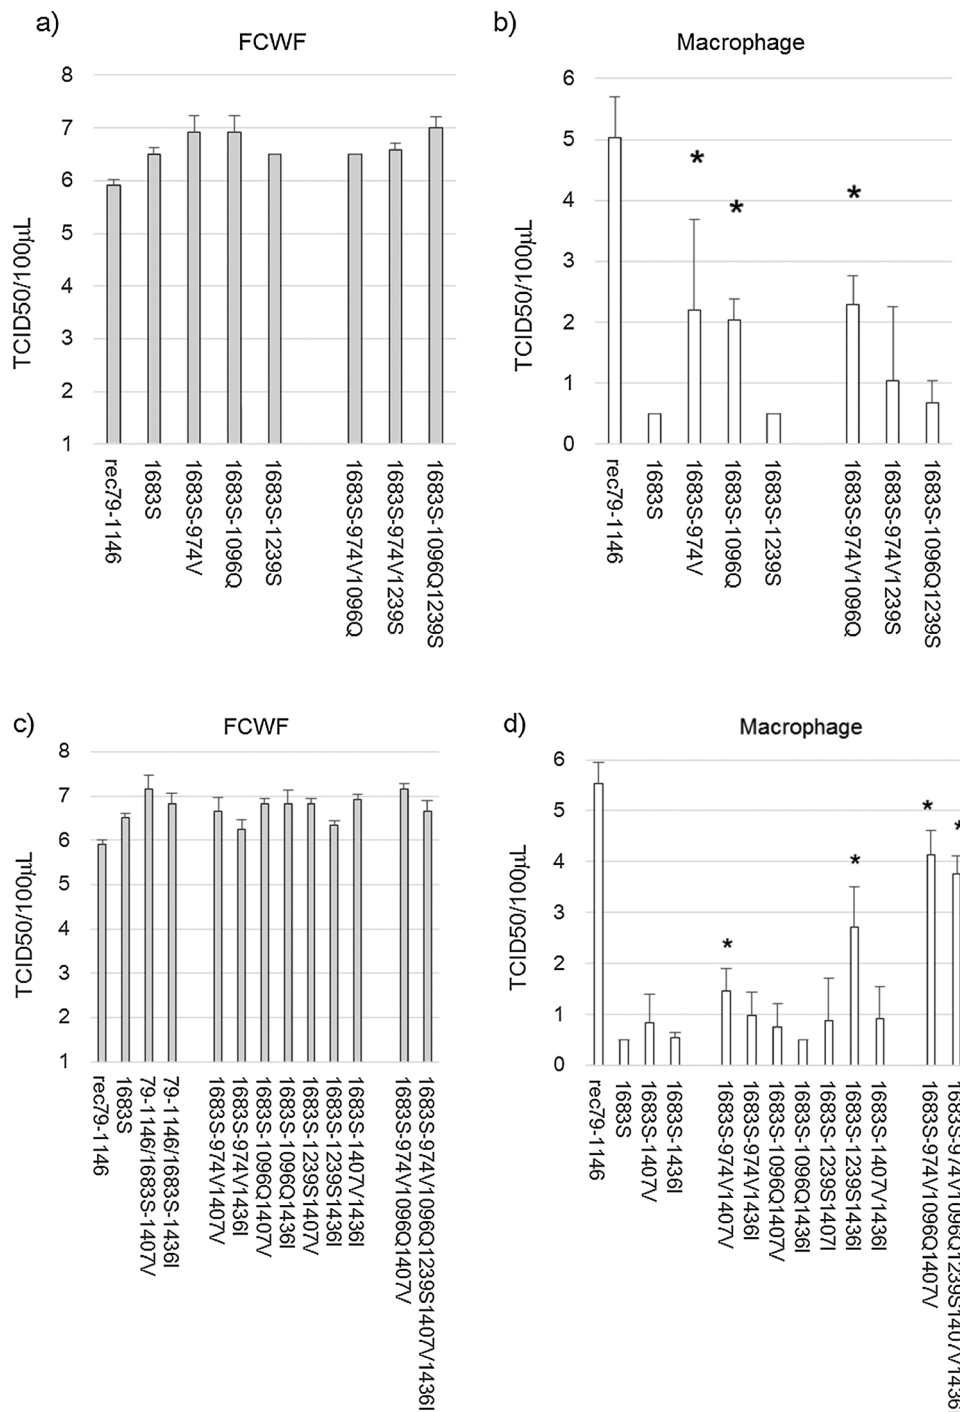 a)
FCWF
8
7
6
5
4
3
2
1
TCID50/100µL
rec79-1146
1683S
1683S-974V
1683S-1096Q
1683S-1239S
1683S-974V1096Q
1683S-974V1239S
1683S-1096Q1239S
b)
Macrophage
6
5
4
3
2
1
0
TCID50/100µL
*
*
*
rec79-1146
1683S
1683S-974V
1683S-1096Q
1683S-1239S
1683S-974V1096Q
1683S-974V1239S
1683S-1096Q1239S
c)
FCWF
8
7
6
5
4
3
2
1
TCID50/100µL
rec79-1146
1683S
79-1146/1683S-1407V
79-1146/1683S-1436I
1683S-974V1407V
1683S-974V1436I
1683S-1096Q1407V
1683S-1096Q1436I
1683S-1239S1407V
1683S-1239S1436I
1683S-1407V1436I
1683S-974V1096Q1407V
1683S-974V1096Q1239S1407V1436I
d)
Macrophage
6
5
4
3
2
1
0
TCID50/100µL
*
*
*
*
rec79-1146
1683S
1683S-1407V
1683S-1436I
1683S-974V1407V
1683S-974V1436I
1683S-1096Q1407V
1683S-1096Q1436I
1683S-1239S1407I
1683S-1239S1436I
1683S-1407V1436I
1683S-974V1096Q1407V
1683S-974V1096Q1239S1407V1436I